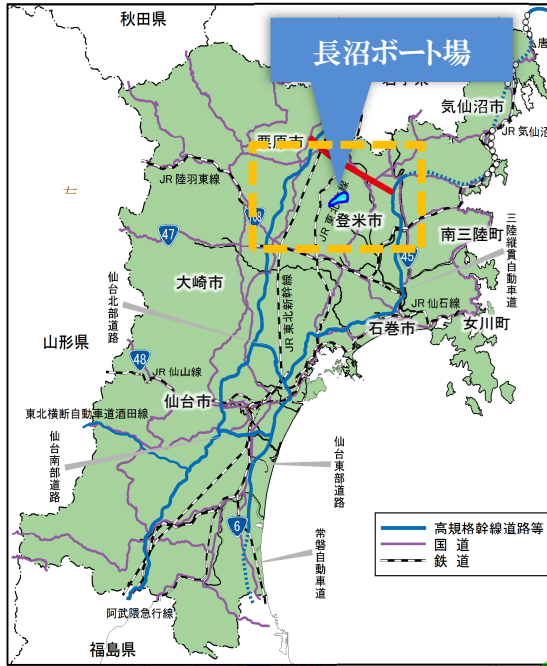 秋田県
長沼ボート場
気仙沼市
JR 気仙沼
栗原市
JR 陸羽東線
登米市
47
108
45
南三陸町
三陸縦貫自動車道
大崎市
仙台北部道路
JR 東北新幹線
JR 仙石線
石巻市
女川町
山形県
48
JR 仙山線
仙台市
東北横断自動車道酒田線
仙台南部道路
仙台東部道路
6
常磐自動車道
高規格幹線道路等
国道
鉄道
阿武隈急行線
福島県